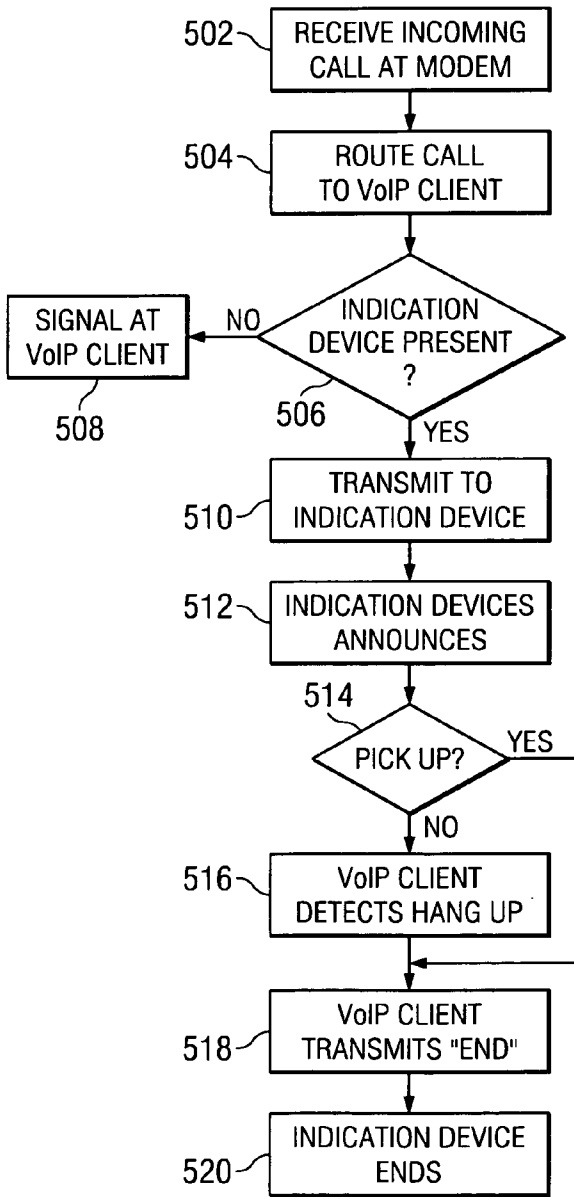 502
RECEIVE INCOMING
CALL AT MODEM
504
ROUTE CALL
TO VoIP CLIENT
INDICATION
DEVICE PRESENT
?
506
NO
SIGNAL AT
VoIP CLIENT
508
YES
510
TRANSMIT TO
INDICATION DEVICE
512
INDICATION DEVICES
ANNOUNCES
514
PICK UP?
YES
NO
516
VoIP CLIENT
DETECTS HANG UP
518
VoIP CLIENT
TRANSMITS "END"
520
INDICATION DEVICE
ENDS